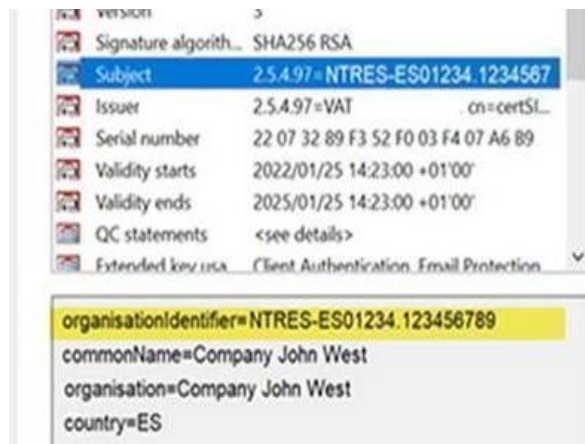 Version 3
Signature algorith... SHA256 RSA
Subject 2.5.4.97=NTRES-ES01234.1234567
Issuer 2.5.4.97=VAT . cn=certSI...
Serial number 22 07 32 89 F3 52 F0 03 F4 07 A6 B9
Validity starts 2022/01/25 14:23:00 +01'00'
Validity ends 2025/01/25 14:23:00 +01'00'
QC statements <see details>
Extended key usa Client Authentication, Email Protection
organisationIdentifier=NTRES-ES01234.123456789
commonName=Company John West
organisation=Company John West
country=ES